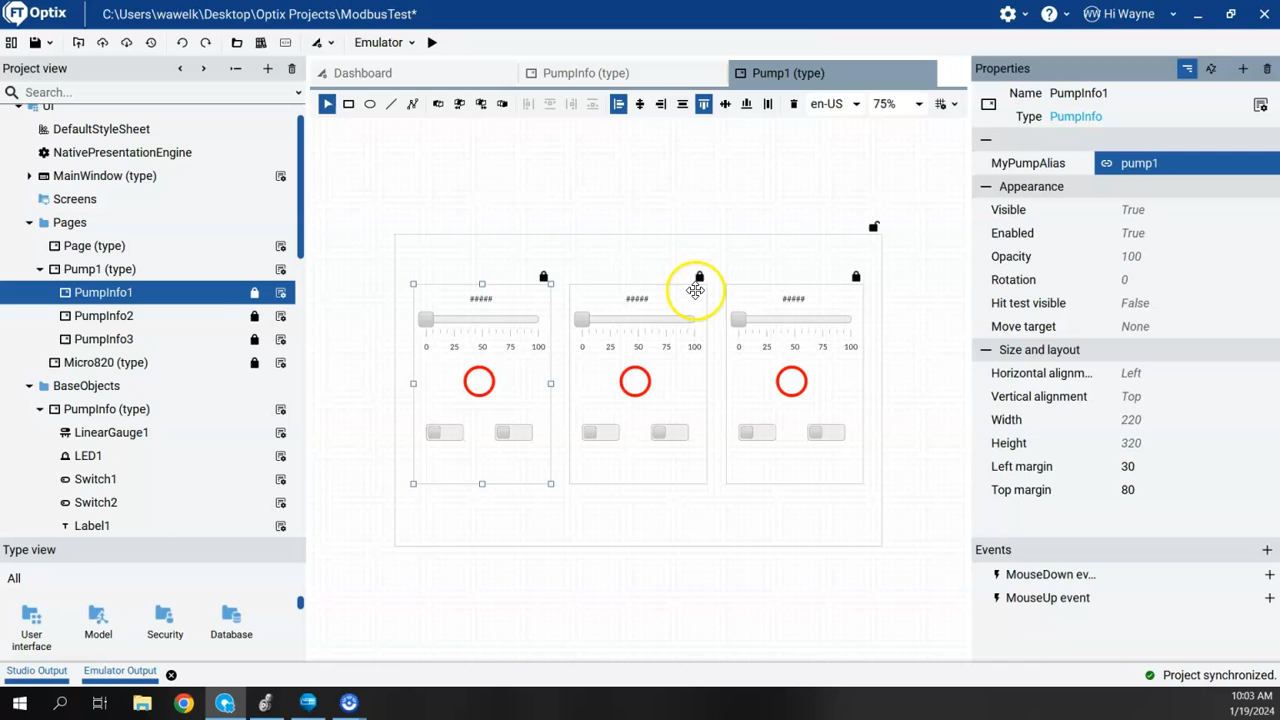 FT Optix C:\Users\wawelk\Desktop\Optix Projects\ModbusTest* WW Hi Wayne
Emulator
Project view
Search...
UI
DefaultStyleSheet
NativePresentationEngine
MainWindow (type)
Screens
Pages
Page (type)
Pump1 (type)
PumpInfo1
PumpInfo2
PumpInfo3
Micro820 (type)
BaseObjects
PumpInfo (type)
LinearGauge1
LED1
Switch1
Switch2
Label1
Type view
All
User interface
Model
Security
Database
Dashboard
PumpInfo (type)
Pump1 (type)
en-US
75%
##### ##### #####
0 25 50 75 100 0 25 50 75 100 0 25 50 75 100
Properties
Name PumpInfo1
Type PumpInfo
MyPumpAlias pump1
Appearance
Visible True
Enabled True
Opacity 100
Rotation 0
Hit test visible False
Move target None
Size and layout
Horizontal alignm... Left
Vertical alignment Top
Width 220
Height 320
Left margin 30
Top margin 80
Events
MouseDown ev...
MouseUp event
Studio Output Emulator Output
Project synchronized.
10:03 AM
1/19/2024